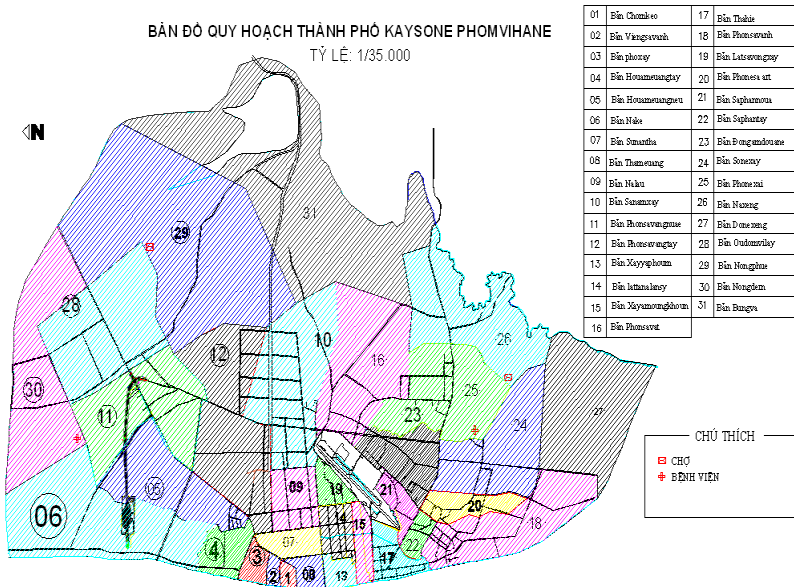 BẢN ĐỒ QUY HOẠCH THÀNH PHỐ KAYSONE PHOMVIHANE
TỶ LỆ: 1/35.000
N
01 Bản Chomkeo
02 Bản Viengsavanh
03 Bản phoxay
04 Bản Houameuangtay
05 Bản Houameuangneu
06 Bản Nake
07 Bản Sunantha
08 Bản Thameuang
09 Bản Nalau
10 Bản Sanamxay
11 Bản Phonsavangnuae
12 Bản Phonsavangtay
13 Bản Xayyaphoum
14 Bản lattanalansy
15 Bản Xayamoungkhoun
16 Bản Phonsavat
17 Bản Thahie
18 Bản Phonsavanh
19 Bản Latsavongxay
20 Bản Phonesa art
21 Bản Saphannoua
22 Bản Saphantay
23 Bản Dongamdouane
24 Bản Sonexay
25 Bản Phonexai
26 Bản Naxeng
27 Bản Donexeng
28 Bản Oudomvilay
29 Bản Nongphue
30 Bản Nongdern
31 Bản Bungva
31
29
28
26
12
10
16
30
11
25
23
24
27
05
09
19
21
20
06
14
15
18
4
3
07
22
17
2
1
08
13
CHÚ THÍCH
CHỢ
BỆNH VIỆN